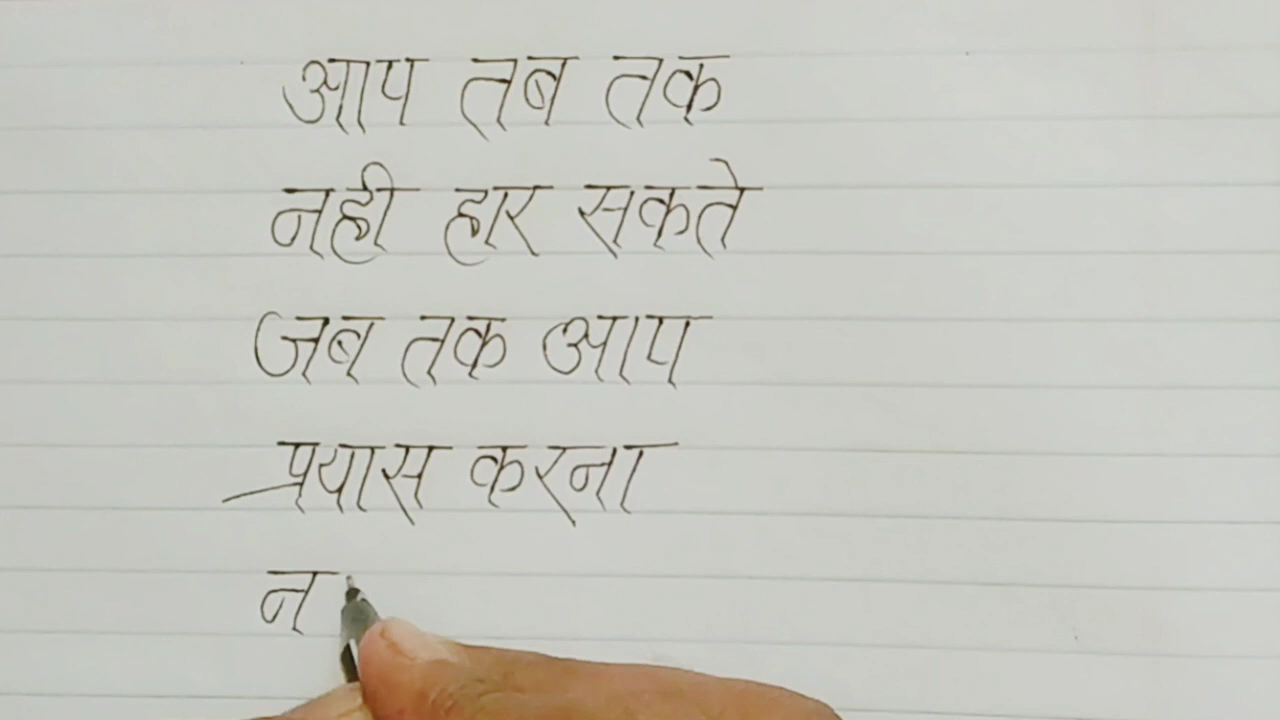 आप तब तक
नही हार सकते
जब तक आप
प्रयास करना
न